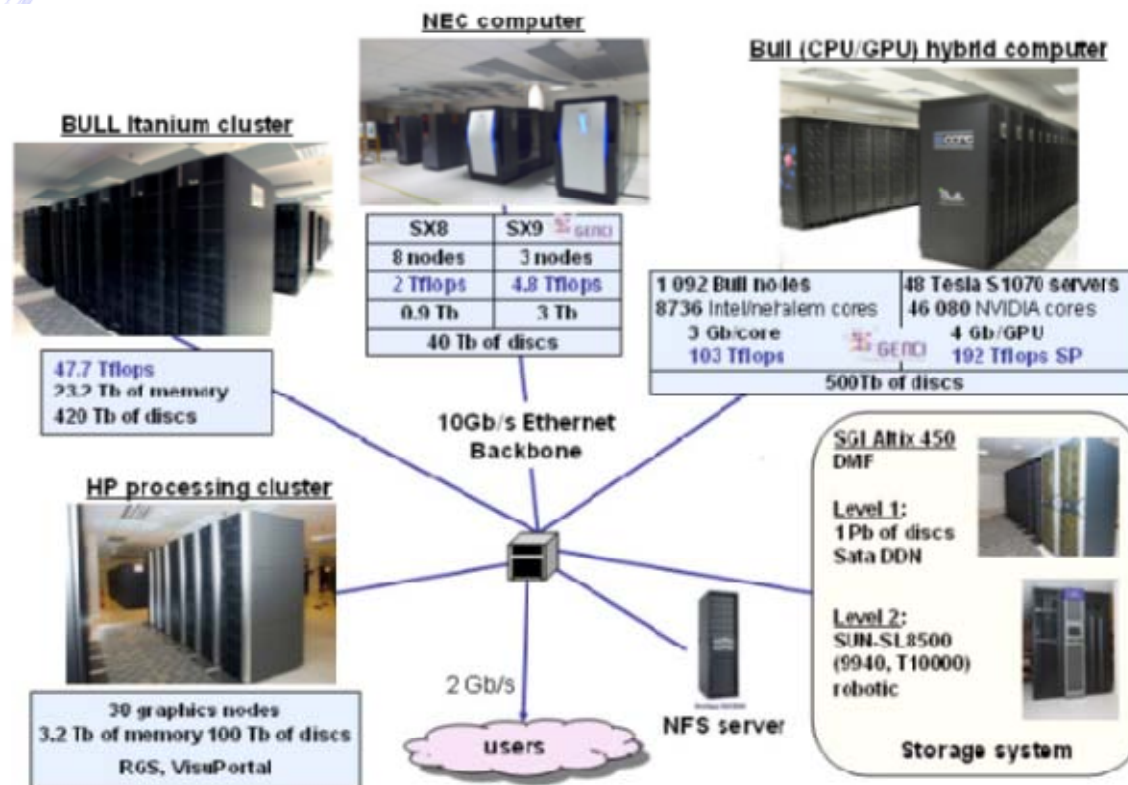 NEC computer
Bull (CPU/GPU) hybrid computer
BULL Itanium cluster
SX8 SX9 GENCI
8 nodes 3 nodes
2 Tflops 4.8 Tflops
0.9 Tb 3 Tb
40 Tb of discs
1 092 Bull nodes 48 Tesla S1070 servers
8736 Intel/nehalem cores 46 080 NVIDIA cores
3 Gb/core 4 Gb/GPU
103 Tflops GENCI 192 Tflops SP
500Tb of discs
47.7 Tflops
23.2 Tb of memory
420 Tb of discs
10Gb/s Ethernet
Backbone
SGI Altix 450
DMF
Level 1:
1 Pb of discs
Sata DDN
Level 2:
SUN-SL8500
(9940, T10000)
robotic
Storage system
HP processing cluster
38 graphics nodes
3.2 Tb of memory 100 Tb of discs
RGS, VisuPortal
2 Gb/s
users
NFS server